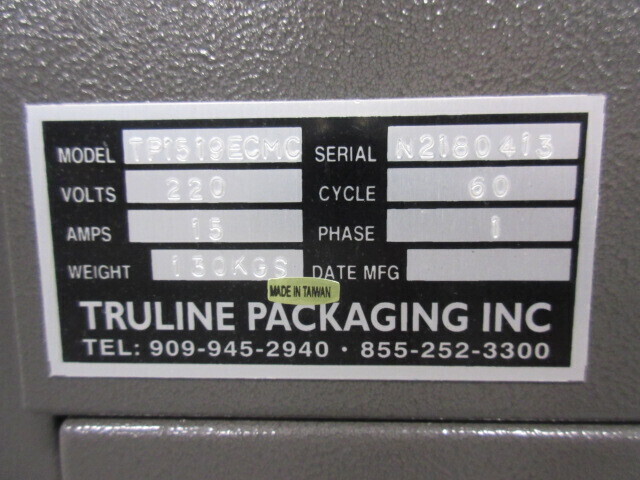 MODEL TP1519ECMC SERIAL N2180413
VOLTS 220 CYCLE 60
AMPS 15 PHASE 1
WEIGHT 130KGS DATE MFG
MADE IN TAIWAN
TRULINE PACKAGING INC
TEL: 909-945-2940 · 855-252-3300